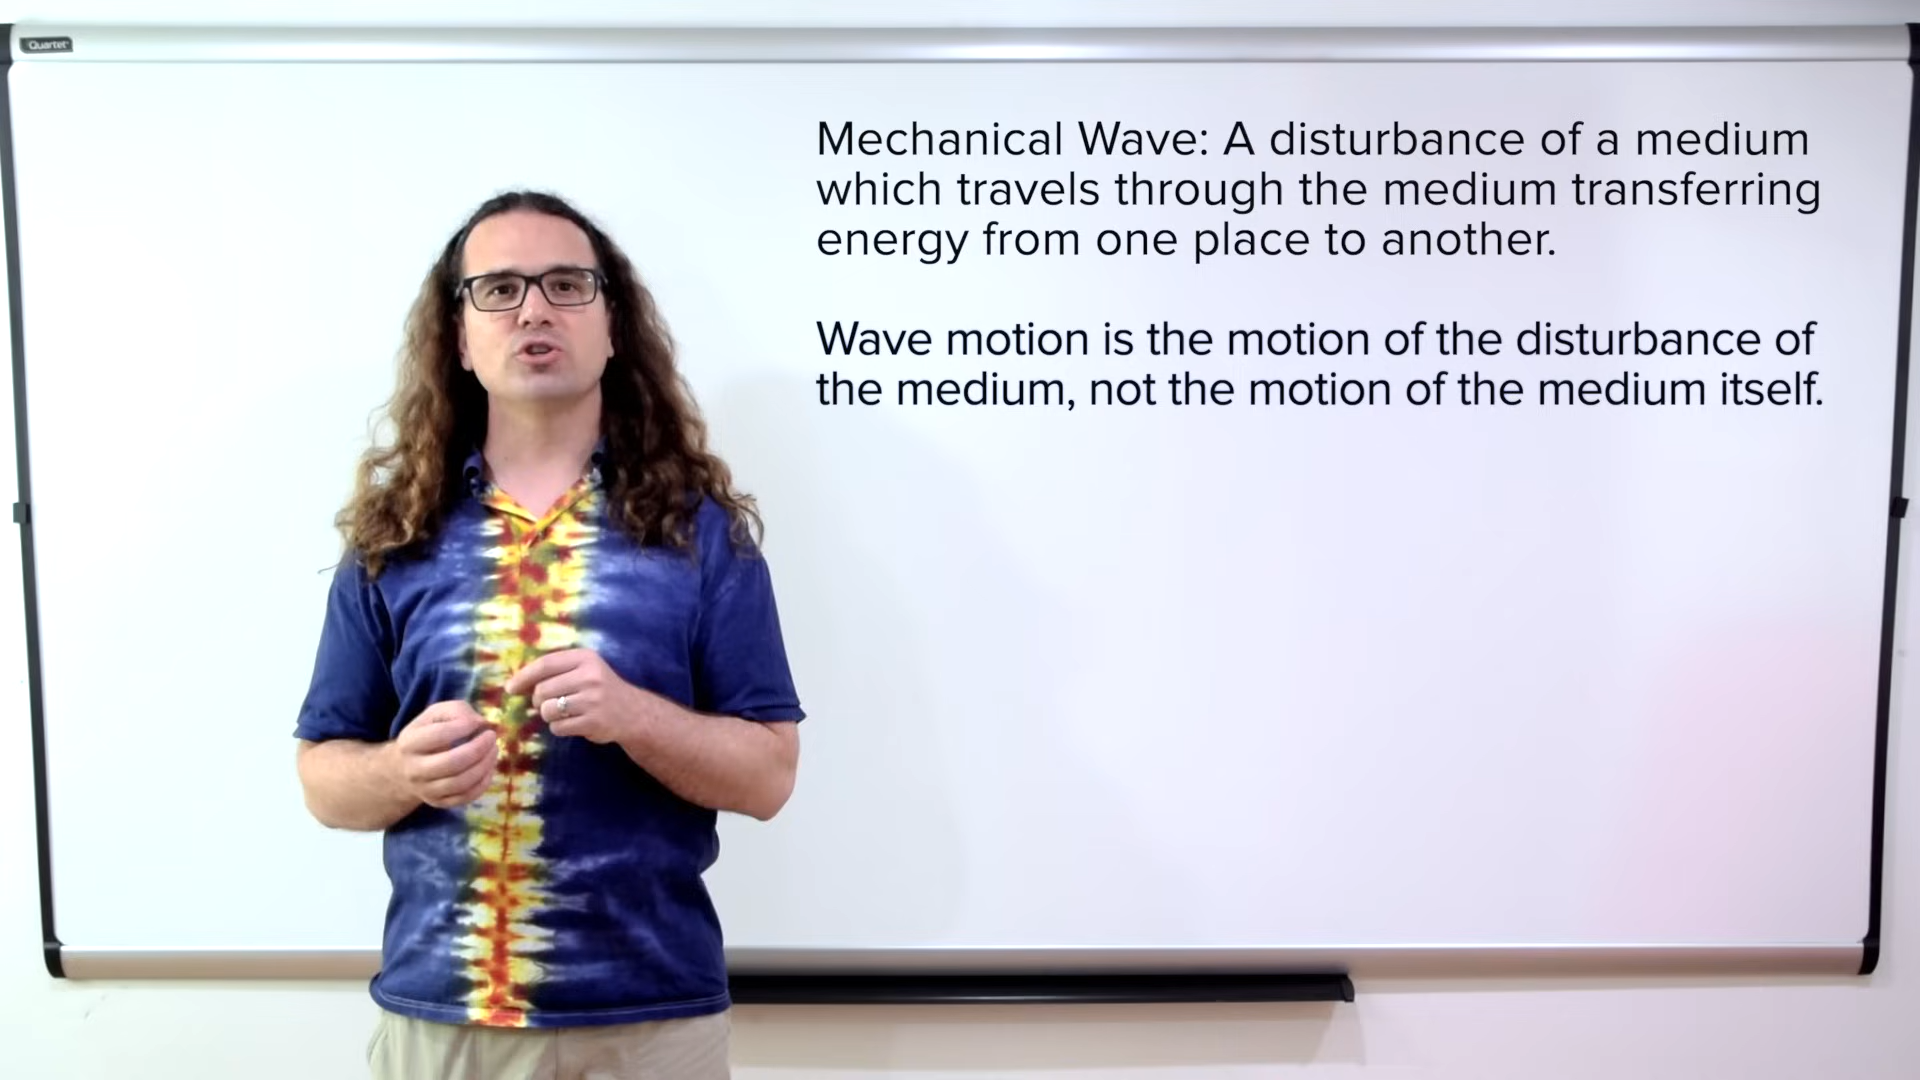 Quartet
Mechanical Wave: A disturbance of a medium
which travels through the medium transferring
energy from one place to another.
Wave motion is the motion of the disturbance of
the medium, not the motion of the medium itself.